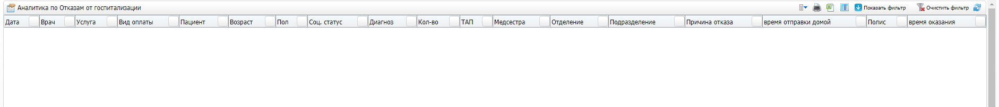 Аналитика по Отказам от госпитализации Показать фильтр Очистить фильтр
Дата Врач Услуга Вид оплаты Пациент Возраст Пол Соц. статус Диагноз Кол-во ТАП Медсестра Отделение Подразделение Причина отказа время отправки домой Полис время оказания